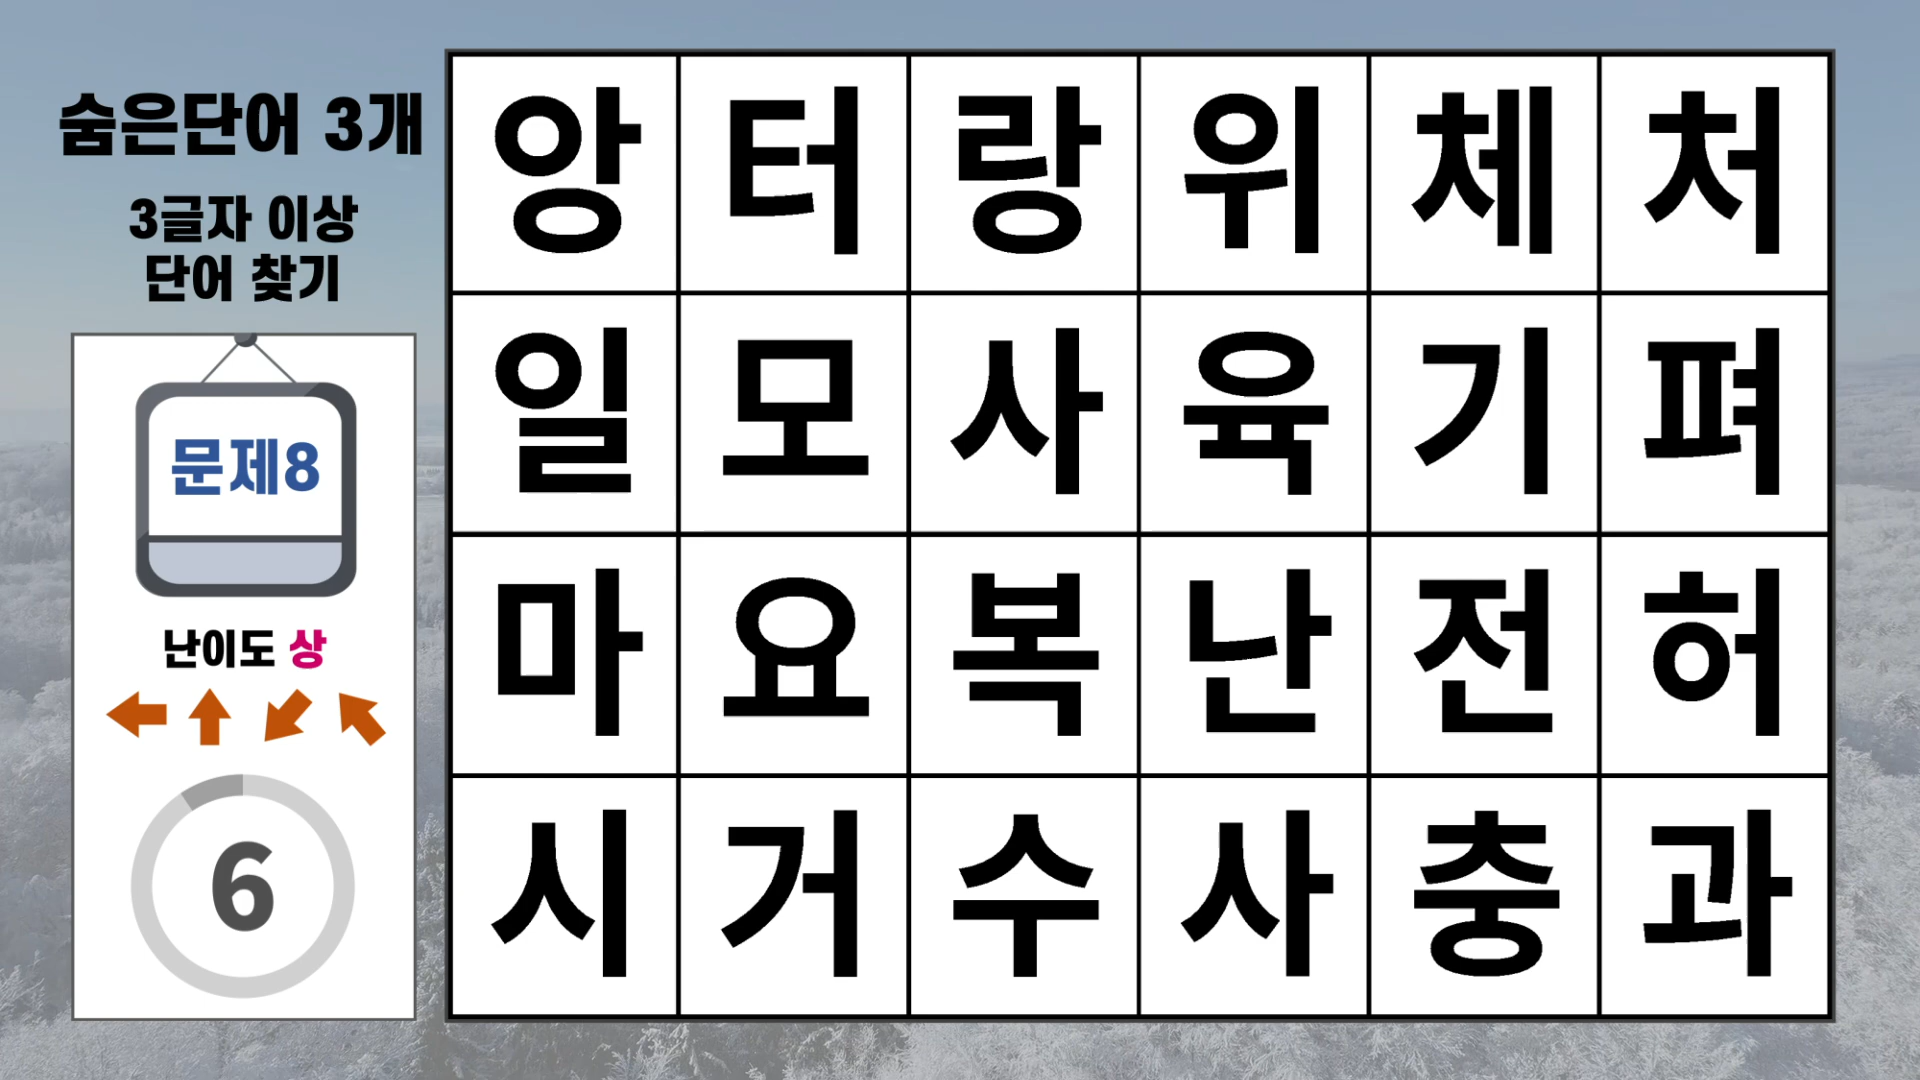 숨은단어 3개
3글자 이상
단어 찾기
문제8
난이도 상
6
앙 터 랑 위 체 처
일 모 사 육 기 펴
마 요 복 난 전 허
시 거 수 사 충 과